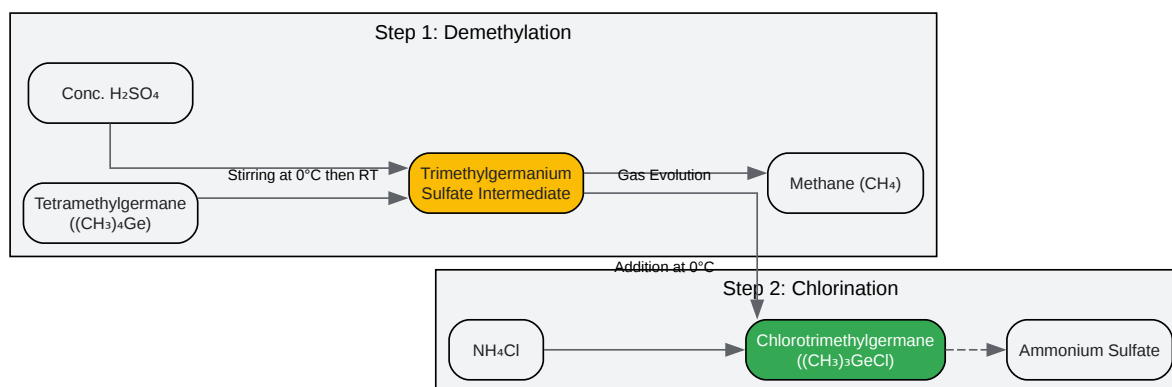 Step 1: Demethylation
Conc. H₂SO₄
Stirring at 0°C then RT
Tetramethylgermane
((CH₃)₄Ge)
Trimethylgermanium
Sulfate Intermediate
Gas Evolution
Methane (CH₄)
Addition at 0°C
Step 2: Chlorination
NH₄Cl
Chlorotrimethylgermane
((CH₃)₃GeCl)
Ammonium Sulfate